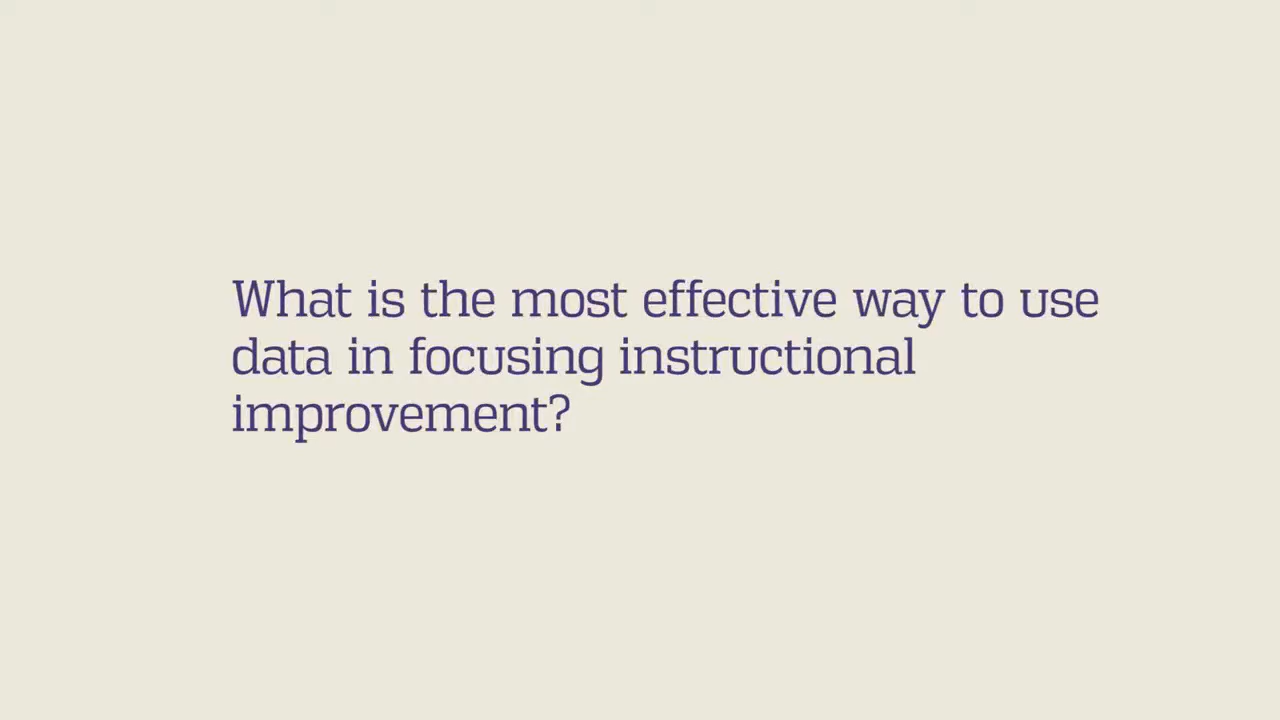 What is the most effective way to use
data in focusing instructional
improvement?